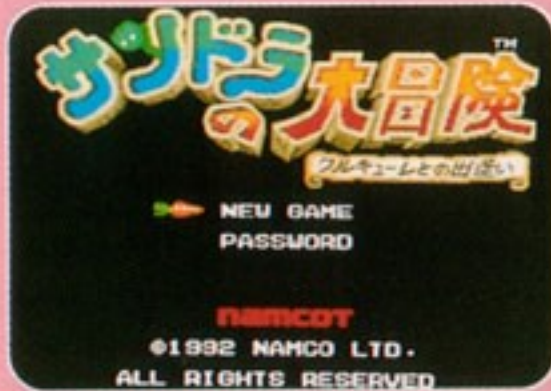 サンドラ
の大冒険
TM
ワルキューレとの出逢い
NEW GAME
PASSWORD
namcoT
©1992 NAMCO LTD.
ALL RIGHTS RESERVED